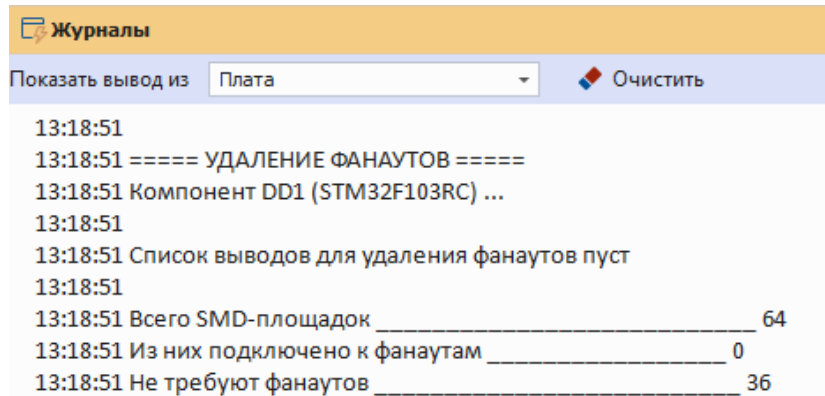 Журналы
Показать вывод из Плата Очистить
13:18:51
13:18:51 ===== УДАЛЕНИЕ ФАНАУТОВ =====
13:18:51 Компонент DD1 (STM32F103RC) ...
13:18:51
13:18:51 Список выводов для удаления фанаутов пуст
13:18:51
13:18:51 Всего SMD-площадок ___________________________ 64
13:18:51 Из них подключено к фанаутам _________________ 0
13:18:51 Не требуют фанаутов __________________________ 36